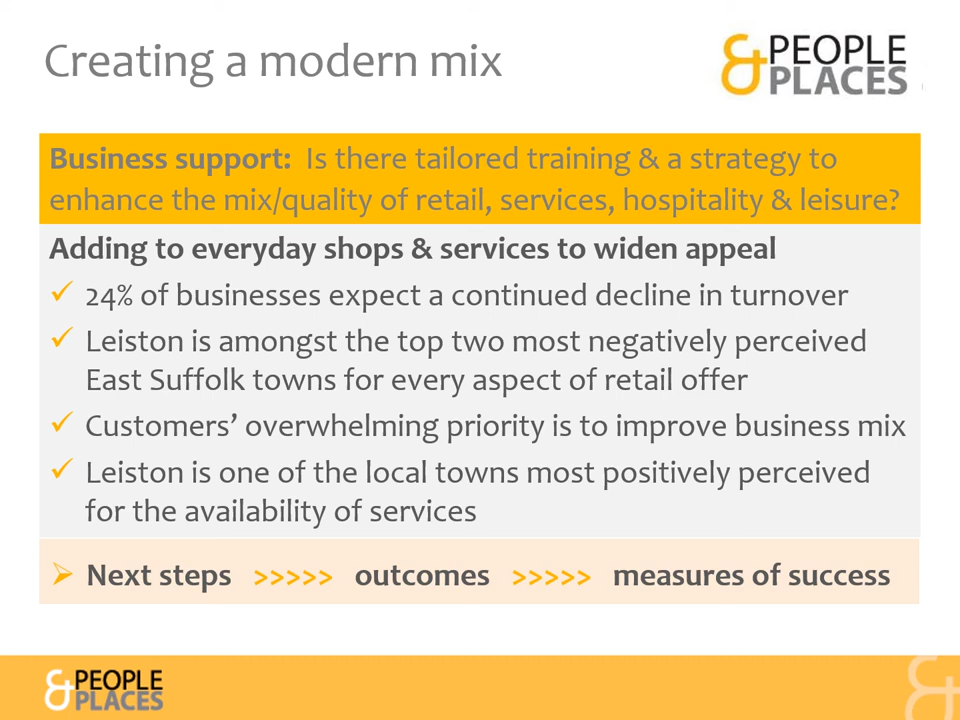 Creating a modern mix
& PEOPLE
PLACES
Business support: Is there tailored training & a strategy to
enhance the mix/quality of retail, services, hospitality & leisure?
Adding to everyday shops & services to widen appeal
✓ 24% of businesses expect a continued decline in turnover
✓ Leiston is amongst the top two most negatively perceived
East Suffolk towns for every aspect of retail offer
✓ Customers’ overwhelming priority is to improve business mix
✓ Leiston is one of the local towns most positively perceived
for the availability of services
➢ Next steps >>>>> outcomes >>>>> measures of success
& PEOPLE
PLACES
&